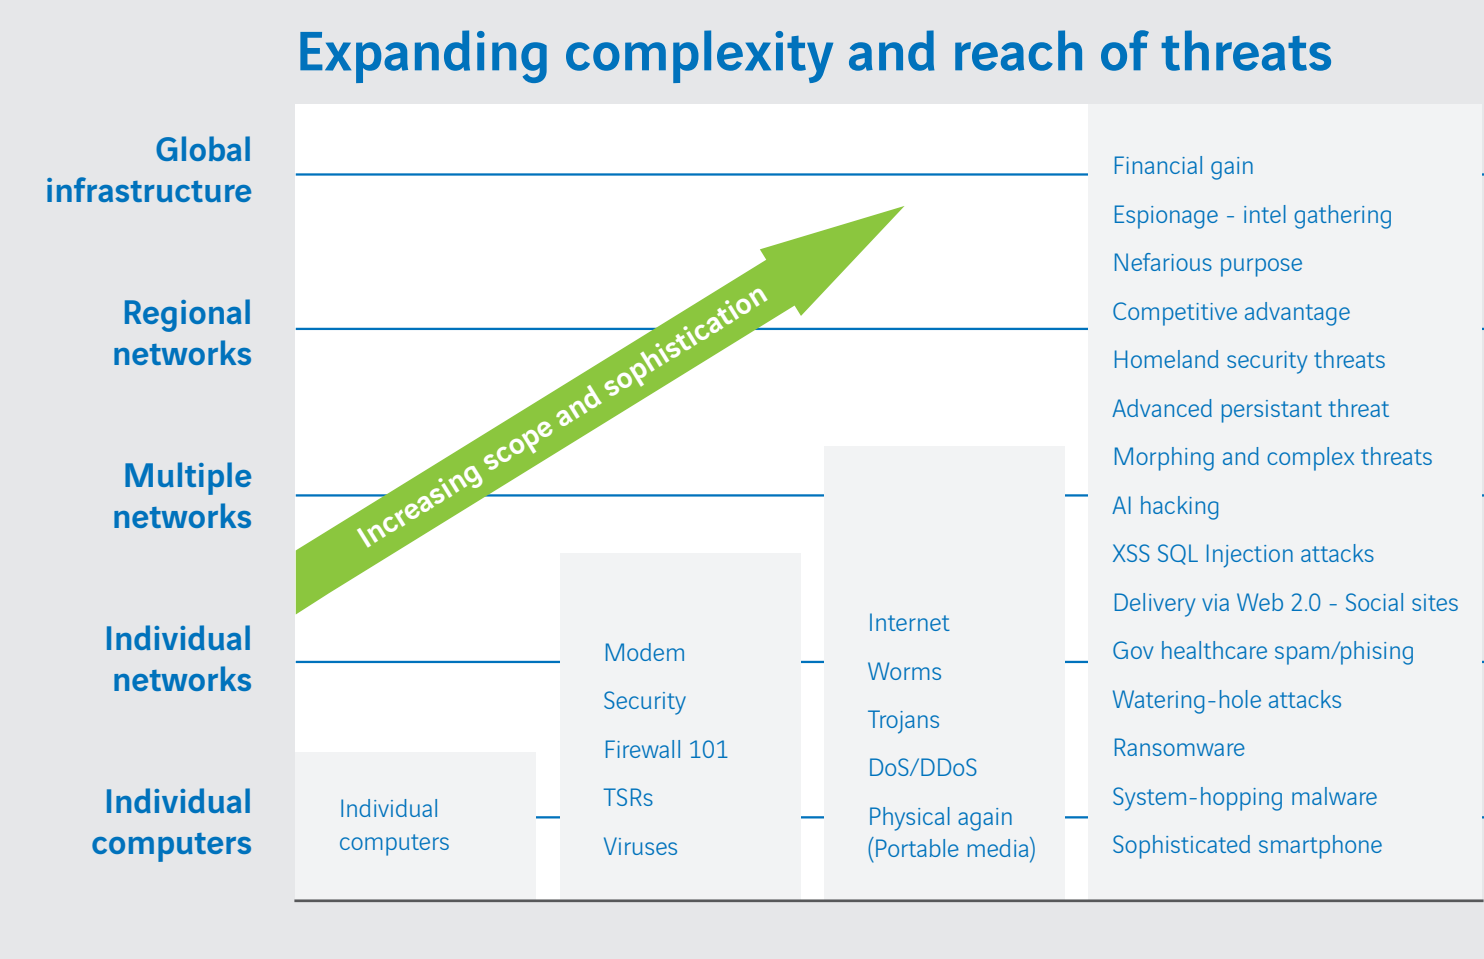 Expanding complexity and reach of threats
Global
infrastructure
Regional
networks
Multiple
networks
Individual
networks
Individual
computers
Increasing scope and sophistication
Individual
computers
Modem
Security
Firewall 101
TSRs
Viruses
Internet
Worms
Trojans
DoS/DDoS
Physical again
(Portable media)
Financial gain
Espionage - intel gathering
Nefarious purpose
Competitive advantage
Homeland security threats
Advanced persistant threat
Morphing and complex threats
AI hacking
XSS SQL Injection attacks
Delivery via Web 2.0 - Social sites
Gov healthcare spam/phising
Watering-hole attacks
Ransomware
System-hopping malware
Sophisticated smartphone